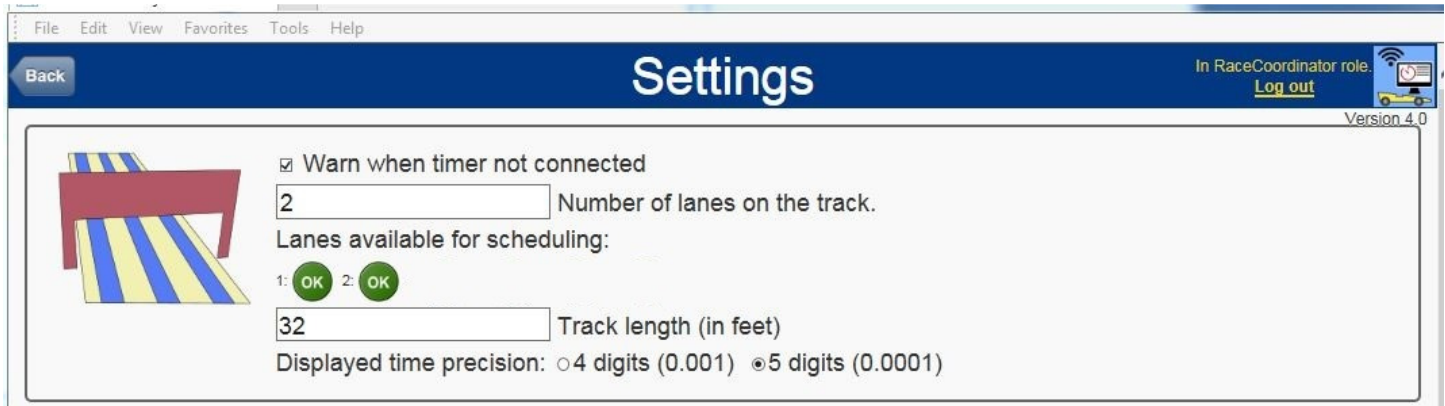 File Edit View Favorites Tools Help
Back
Settings
In RaceCoordinator role.
Log out
Version 4.0
Warn when timer not connected
2 Number of lanes on the track.
Lanes available for scheduling:
1: OK 2: OK
32 Track length (in feet)
Displayed time precision: 4 digits (0.001) 5 digits (0.0001)